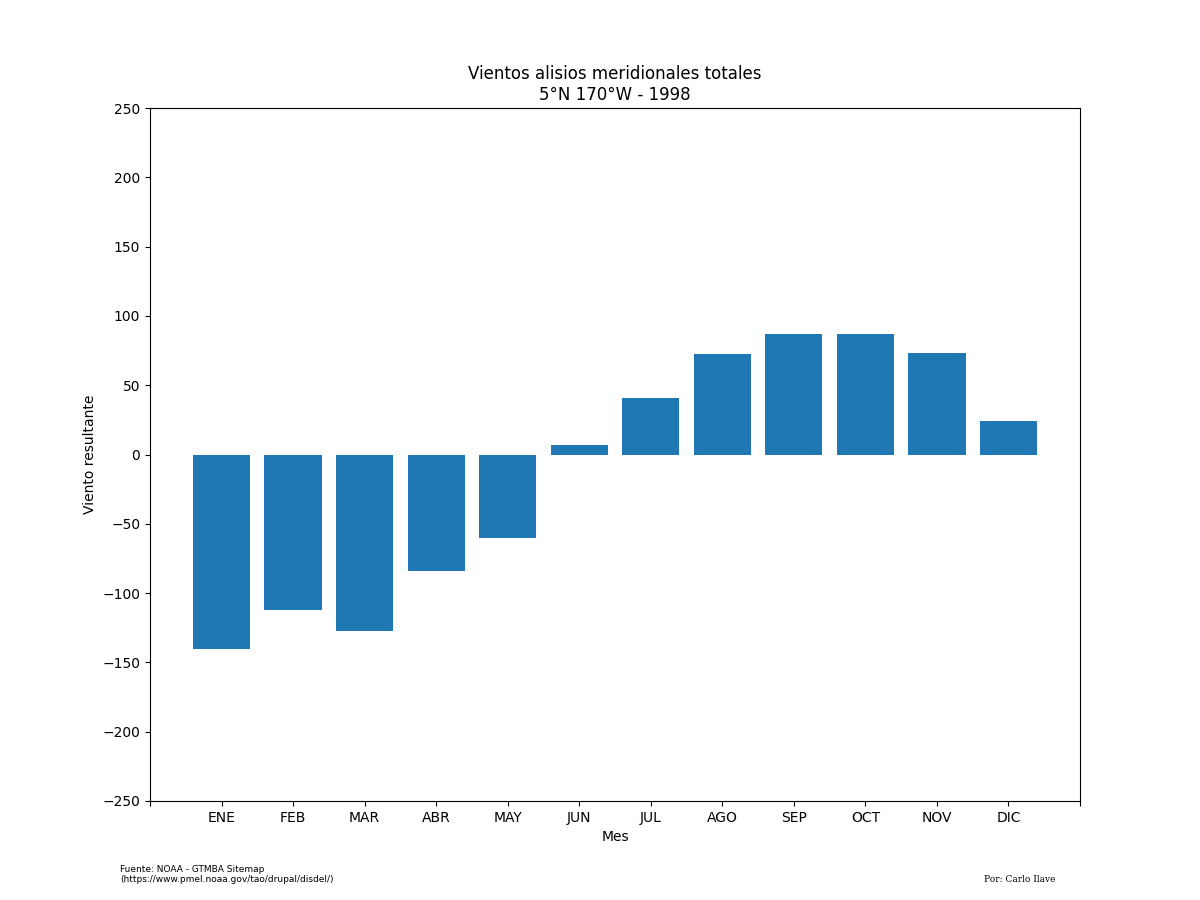 Vientos alisios meridionales totales
5°N 170°W - 1998
250
200
150
100
50
0
−50
−100
−150
−200
−250
Viento resultante
ENE FEB MAR ABR MAY JUN JUL AGO SEP OCT NOV DIC
Mes
Fuente: NOAA - GTMBA Sitemap
(https://www.pmel.noaa.gov/tao/drupal/disdel/)
Por: Carlo Ilave